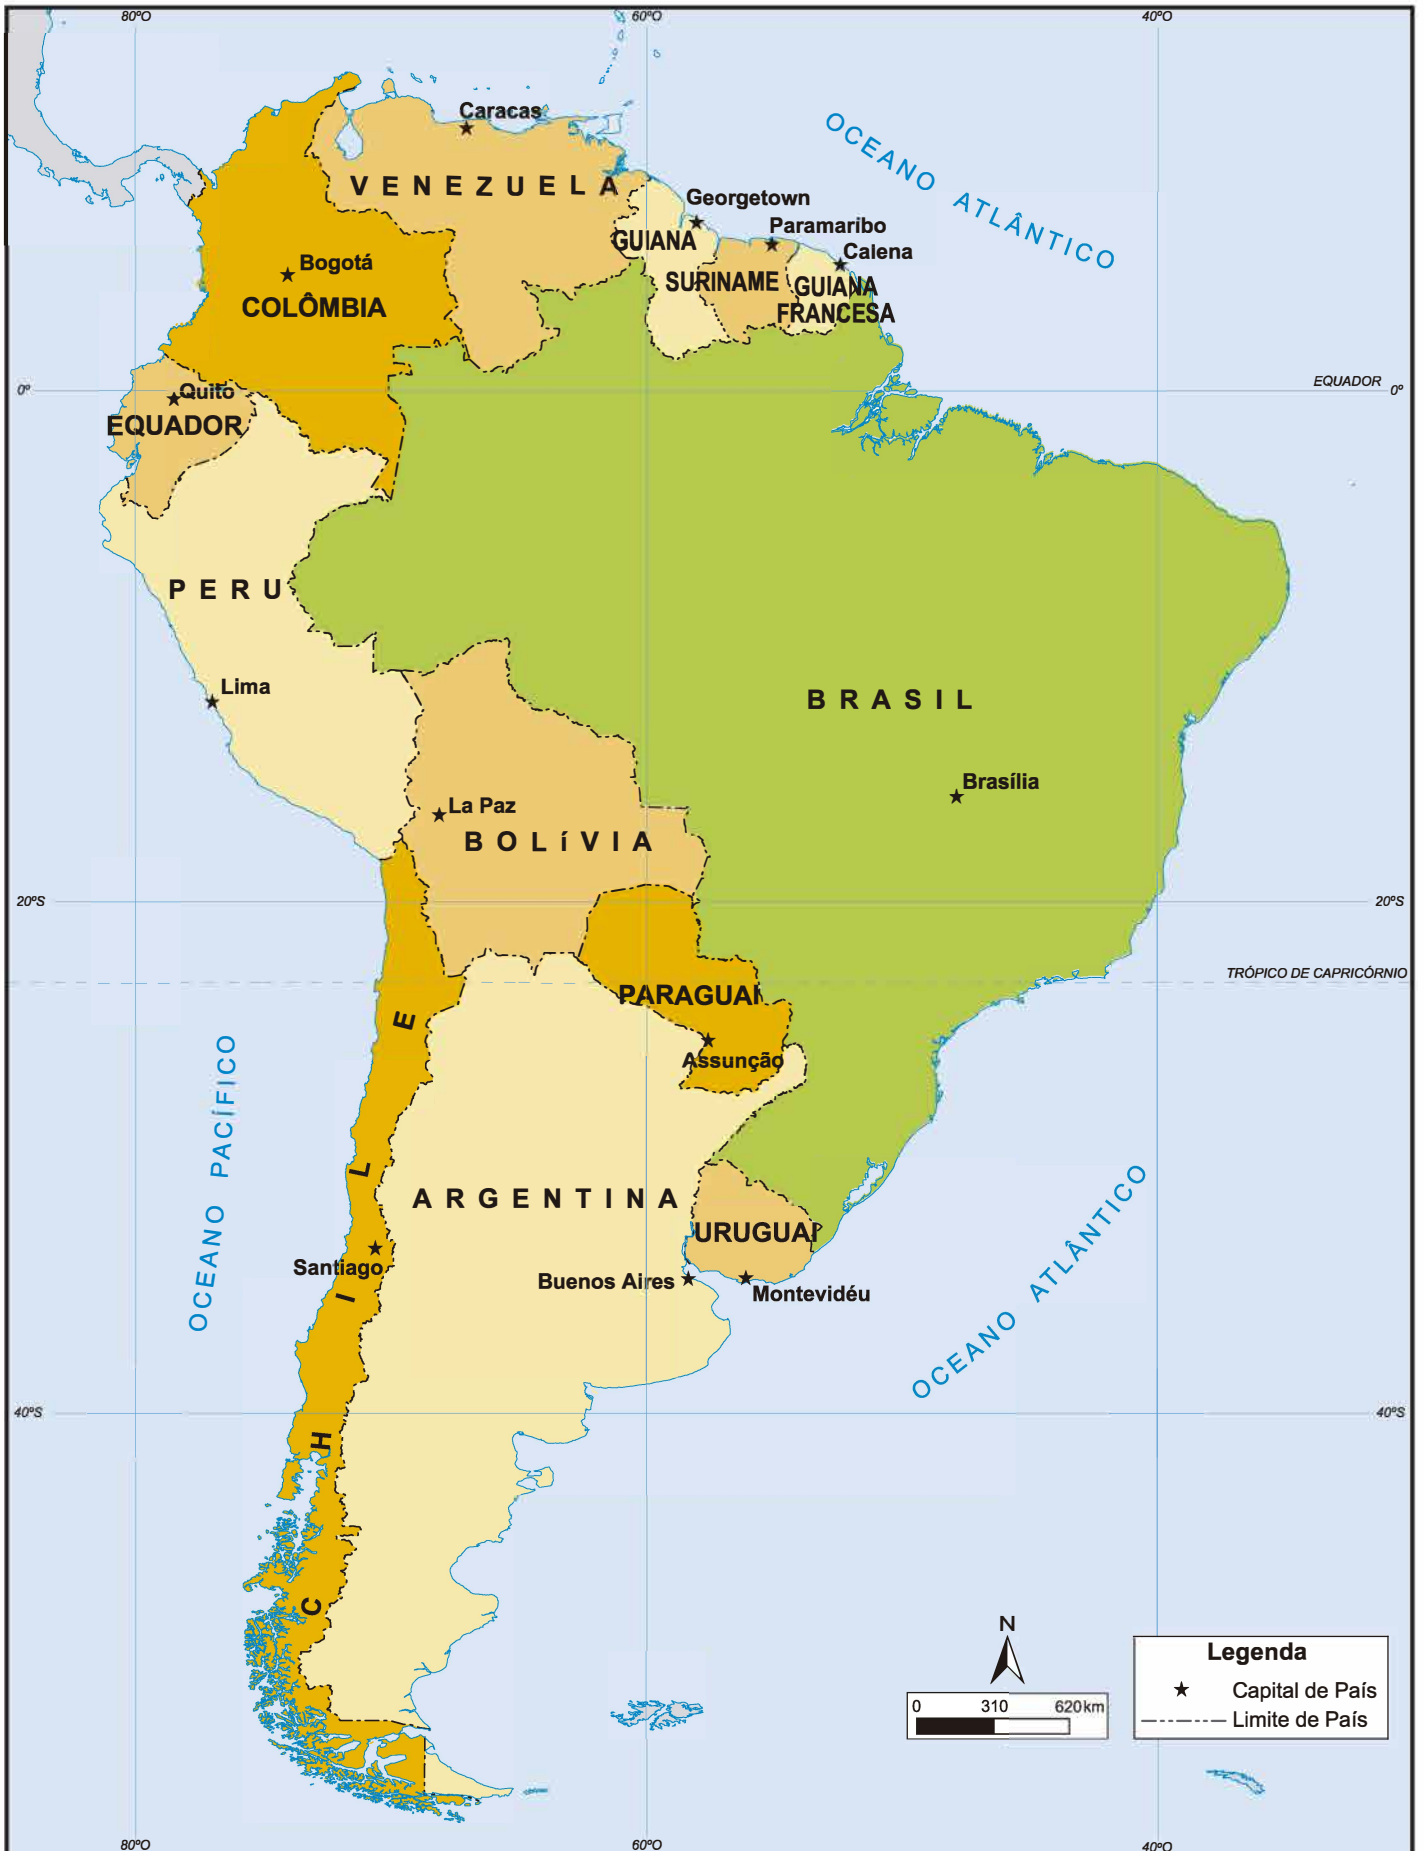 80ºO 60ºO 40ºO
Caracas
OCEANO ATLÂNTICO
VENEZUELA
Georgetown
Paramaribo
GUIANA
Caiena
Bogotá
SURINAME
GUIANA
FRANCESA
COLÔMBIA
EQUADOR
0º 0º
Quito
EQUADOR
PERU
Lima
BRASIL
Brasília
La Paz
BOLíVIA
20ºS 20ºS
TRÓPICO DE CAPRICÓRNIO
PARAGUAI
Assunção
OCEANO PACÍFICO
CHILE
ARGENTINA
URUGUAI
Santiago
Buenos Aires
Montevidéu
OCEANO ATLÂNTICO
40ºS 40ºS
N
0 310 620km
Legenda
Capital de País
Limite de País
80ºO 60ºO 40ºO